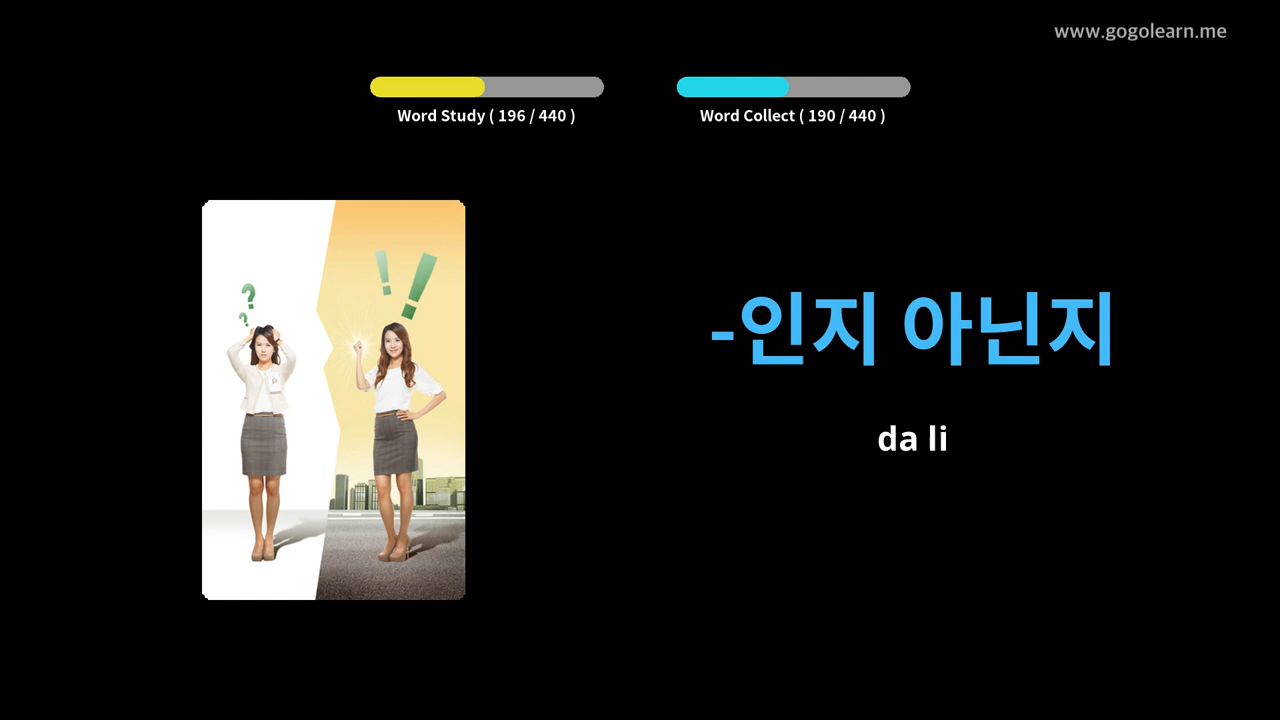 www.gogolearn.me
Word Study ( 196 / 440 )
Word Collect ( 190 / 440 )
? ? ! !
-인지 아닌지
da li